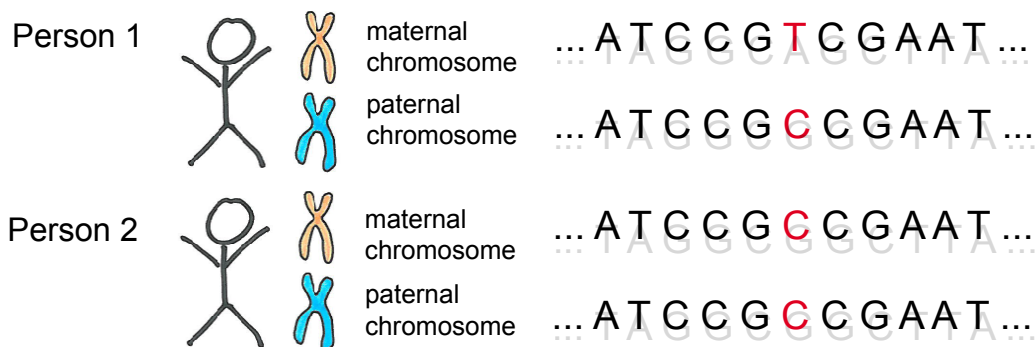 Person 1
maternal
chromosome
... A T C C G T C G A A T ...
... T A G G C A G C T T A ...
paternal
chromosome
... A T C C G C C G A A T ...
... T A G G C G G C T T A ...
Person 2
maternal
chromosome
... A T C C G C C G A A T ...
... T A G G C G G C T T A ...
paternal
chromosome
... A T C C G C C G A A T ...
... T A G G C G G C T T A ...